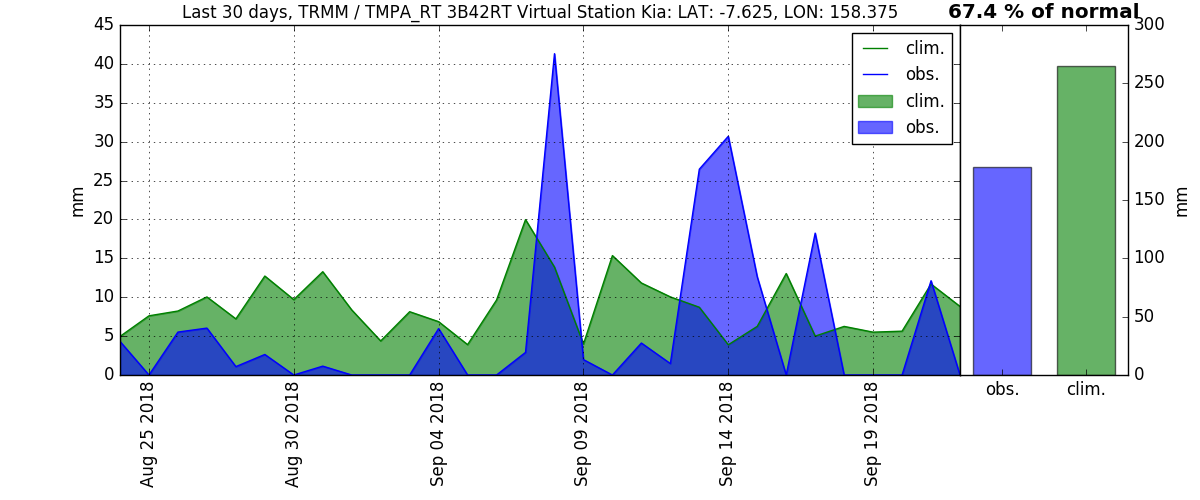 Last 30 days, TRMM / TMPA_RT 3B42RT Virtual Station Kia: LAT: -7.625, LON: 158.375
67.4 % of normal
45
40
35
30
25
20
15
10
5
0
mm
clim.
obs.
clim.
obs.
Aug 25 2018
Aug 30 2018
Sep 04 2018
Sep 09 2018
Sep 14 2018
Sep 19 2018
300
250
200
150
100
50
0
mm
obs.
clim.